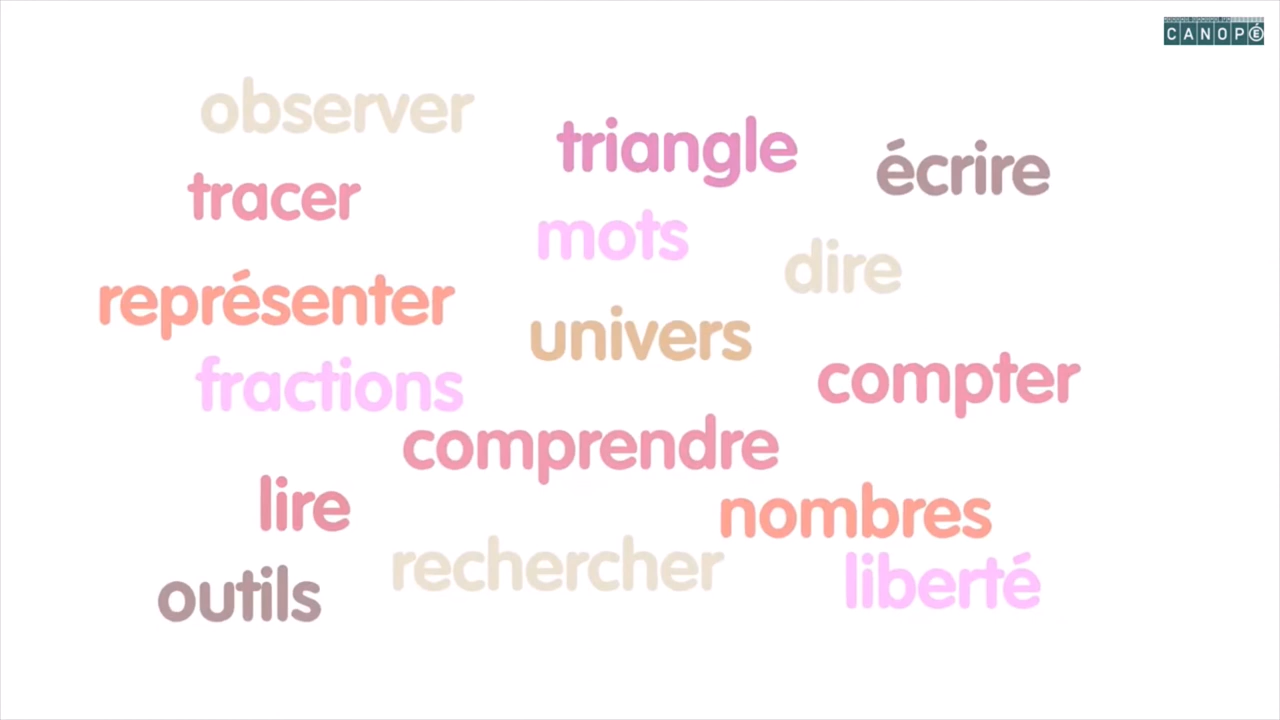 CANOPÉ
observer
triangle
écrire
tracer
mots
dire
représenter
univers
fractions
compter
comprendre
lire
nombres
rechercher
liberté
outils